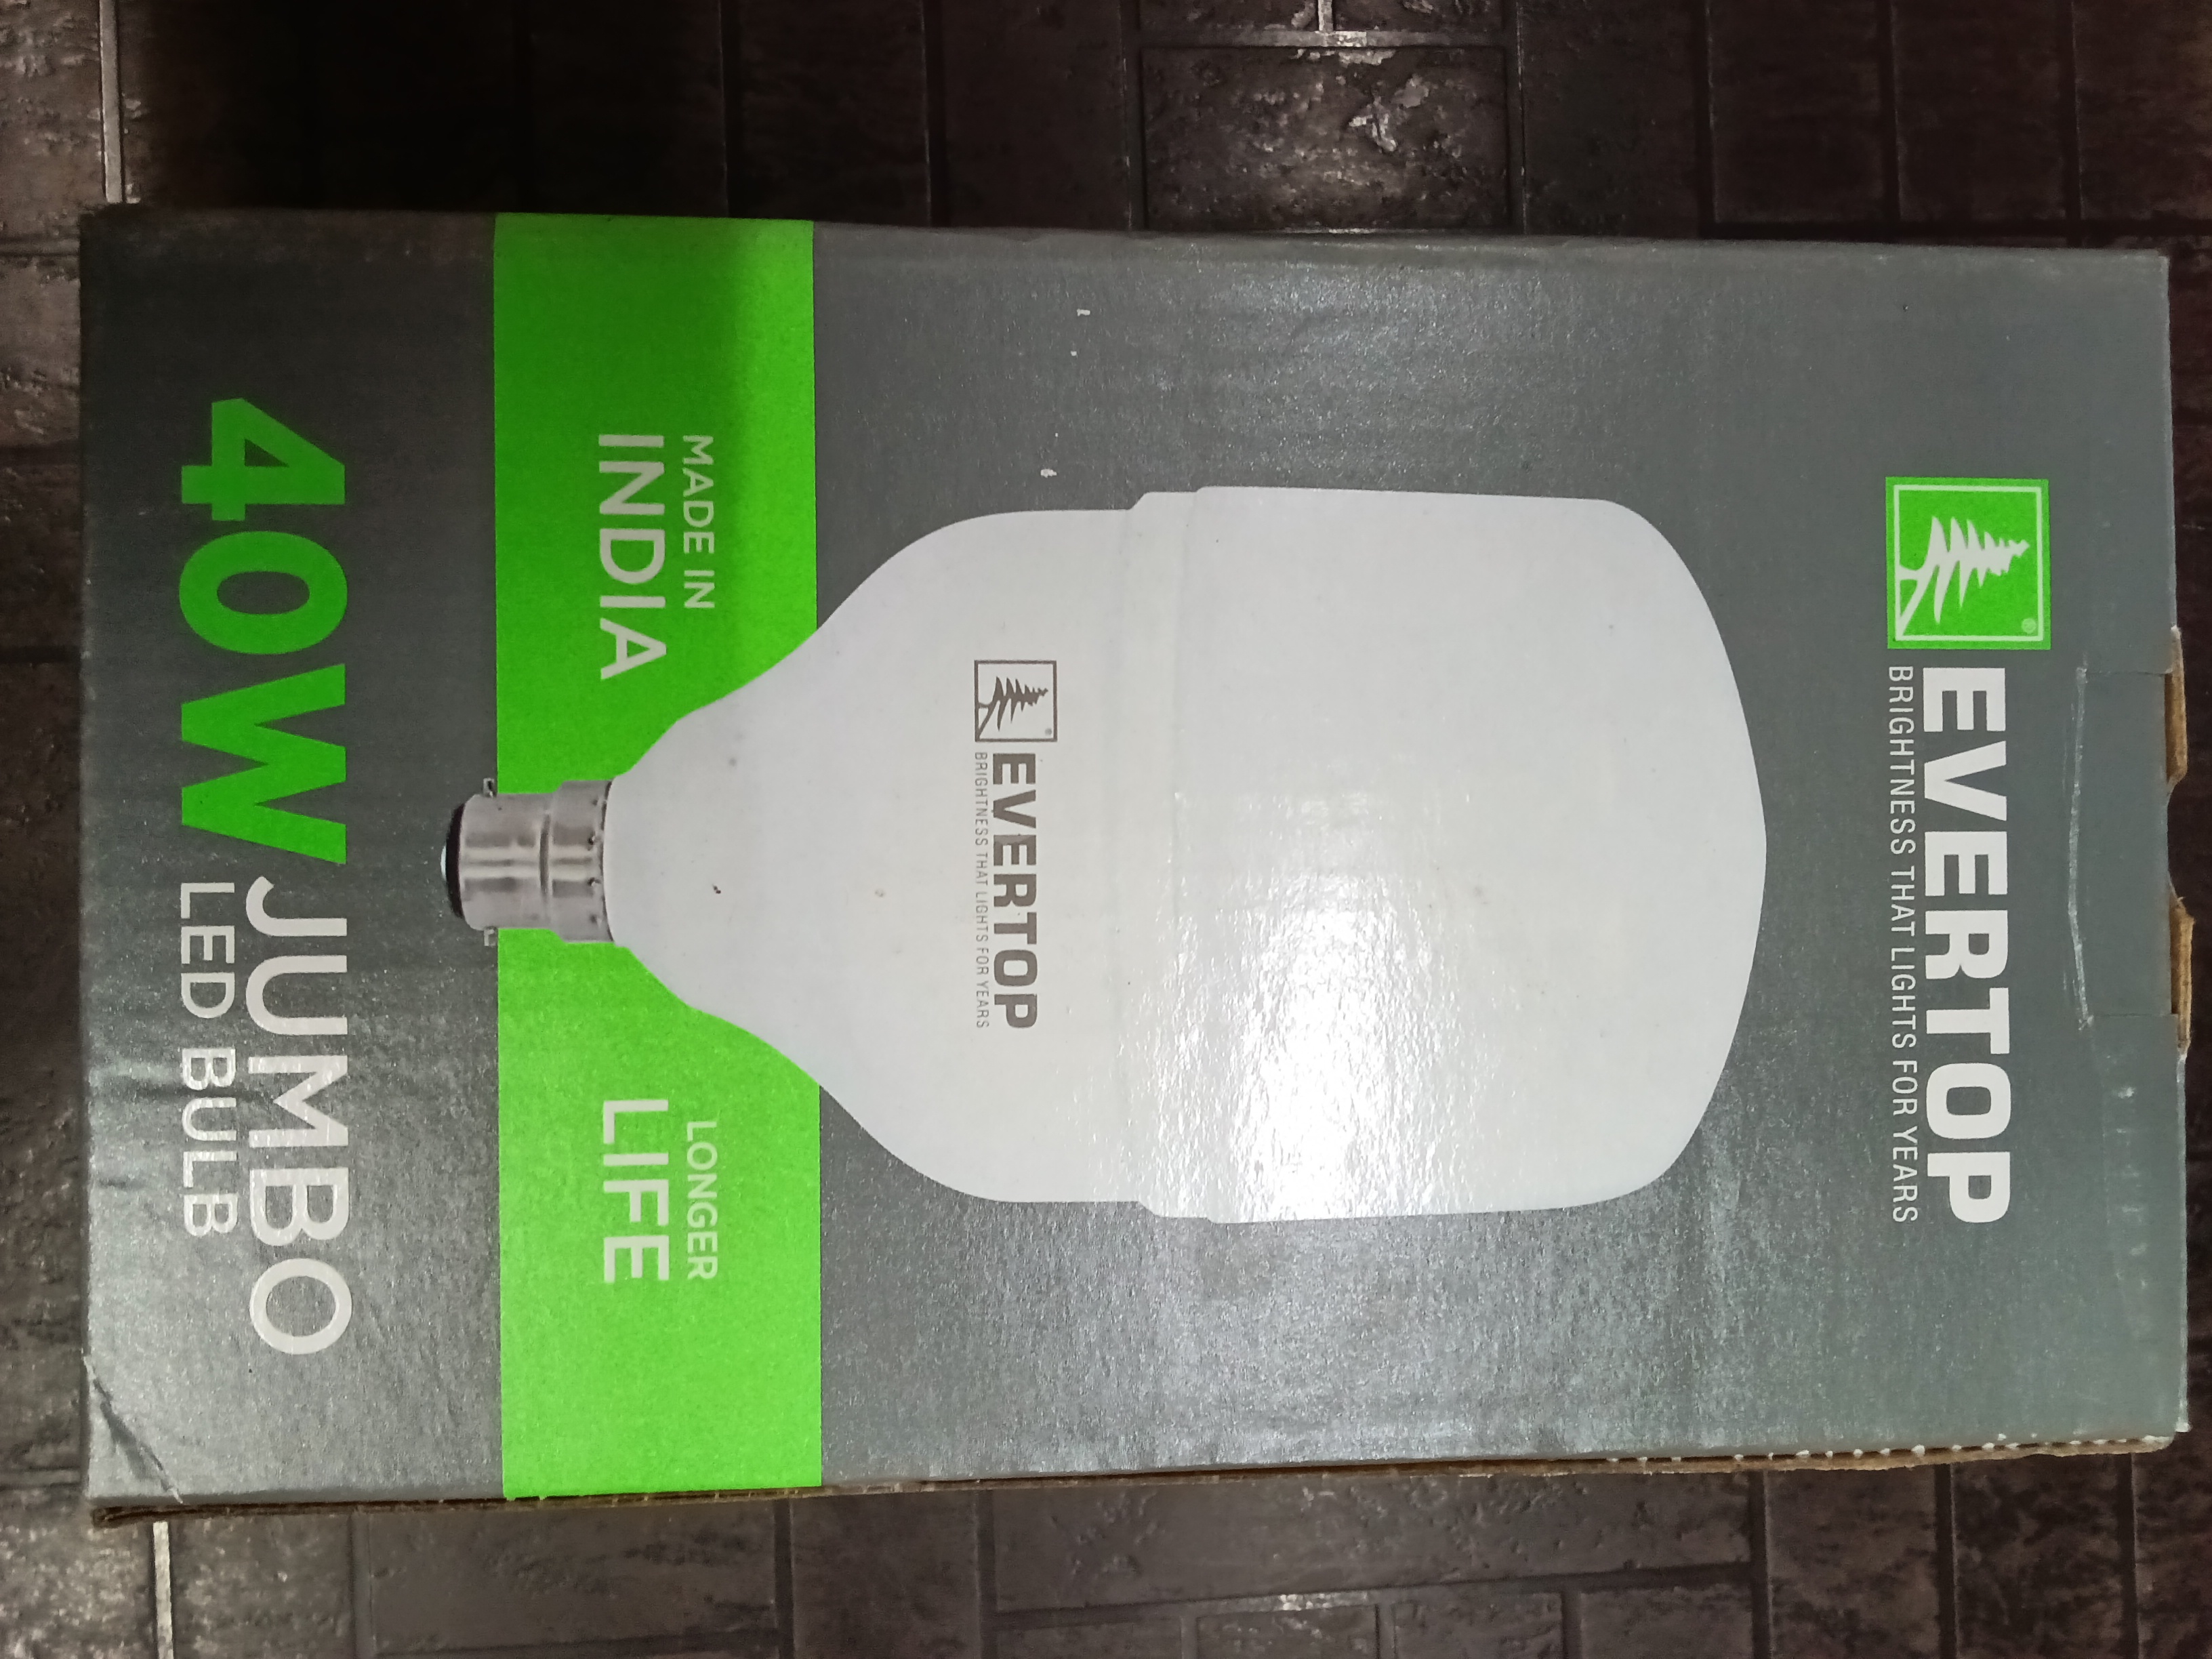 EVERTOP
BRIGHTNESS THAT LIGHTS FOR YEARS
EVERTOP
BRIGHTNESS THAT LIGHTS FOR YEARS
MADE IN
INDIA
LONGER
LIFE
40W JUMBO
LED BULB